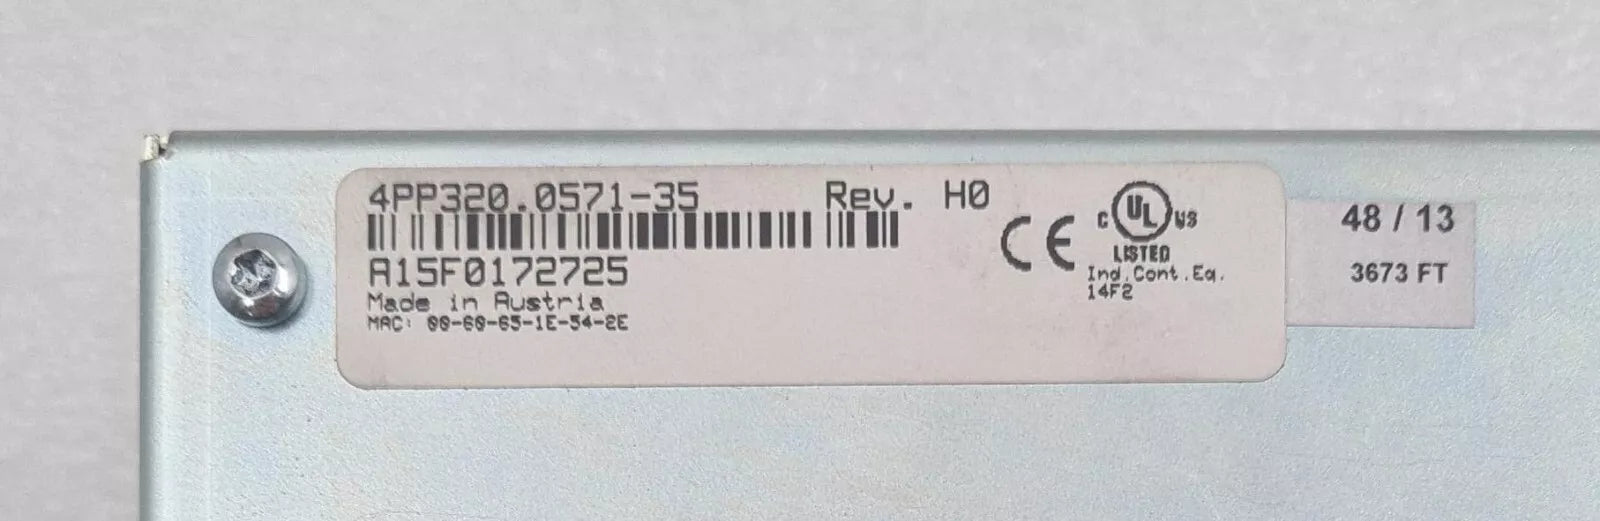 4PP320.0571-35 Rev. H0
A15F0172725
Made in Austria
MAC: 00-60-65-1E-54-2E
CE
C UL US
LISTED
Ind.Cont.Eq.
14F2
48 / 13
3673 FT